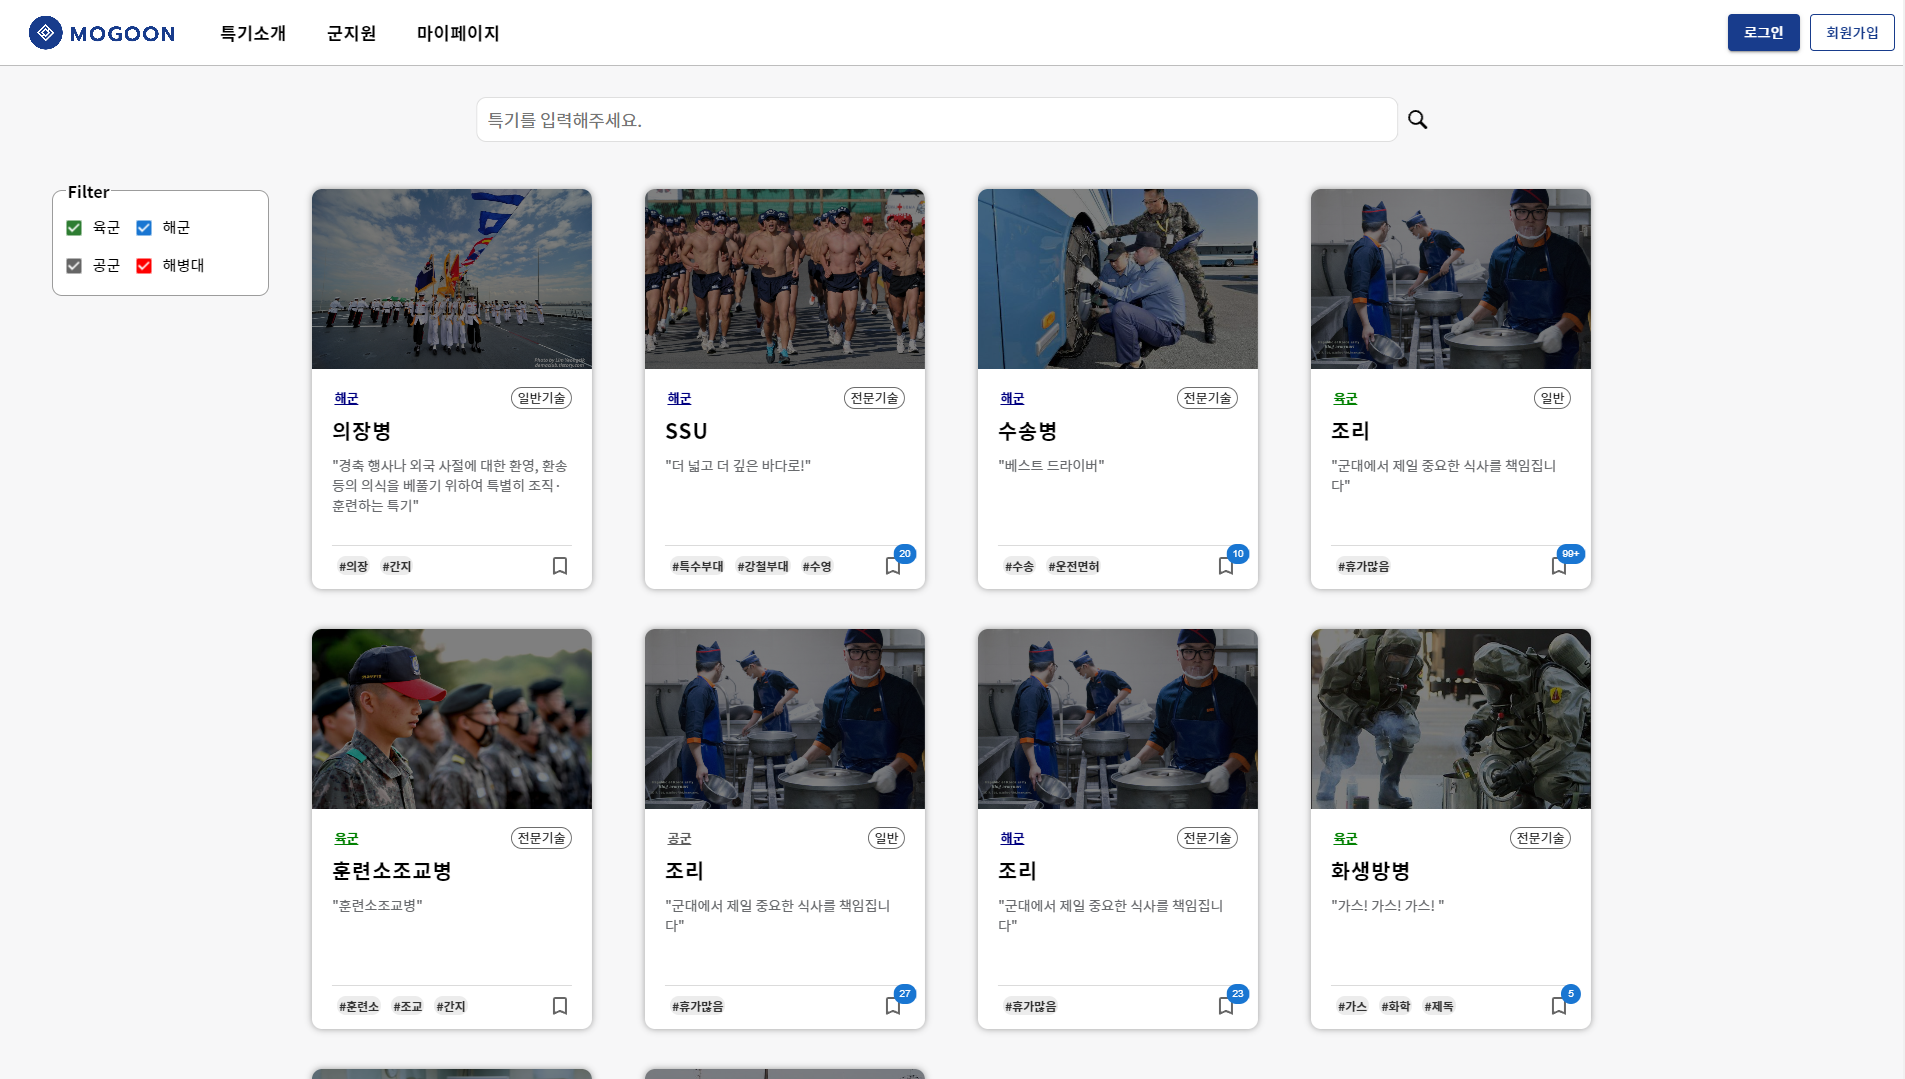 MOGOON
특기소개
군지원
마이페이지
로그인
회원가입
특기를 입력해주세요.
Filter
육군
해군
공군
해병대
해군
일반기술
의장병
"경축 행사나 외국 사절에 대한 환영, 환송
등의 의식을 베풀기 위하여 특별히 조직·
훈련하는 특기"
#의장
#간지
해군
전문기술
SSU
"더 넓고 더 깊은 바다로!"
#특수부대
#강철부대
#수영
20
해군
전문기술
수송병
"베스트 드라이버"
#수송
#운전면허
10
육군
일반
조리
"군대에서 제일 중요한 식사를 책임집니
다"
#휴가많음
99+
육군
전문기술
훈련소조교병
"훈련소조교병"
#훈련소
#조교
#간지
공군
일반
조리
"군대에서 제일 중요한 식사를 책임집니
다"
#휴가많음
27
해군
전문기술
조리
"군대에서 제일 중요한 식사를 책임집니
다"
#휴가많음
23
육군
전문기술
화생방병
"가스! 가스! 가스! "
#가스
#화학
#제독
5